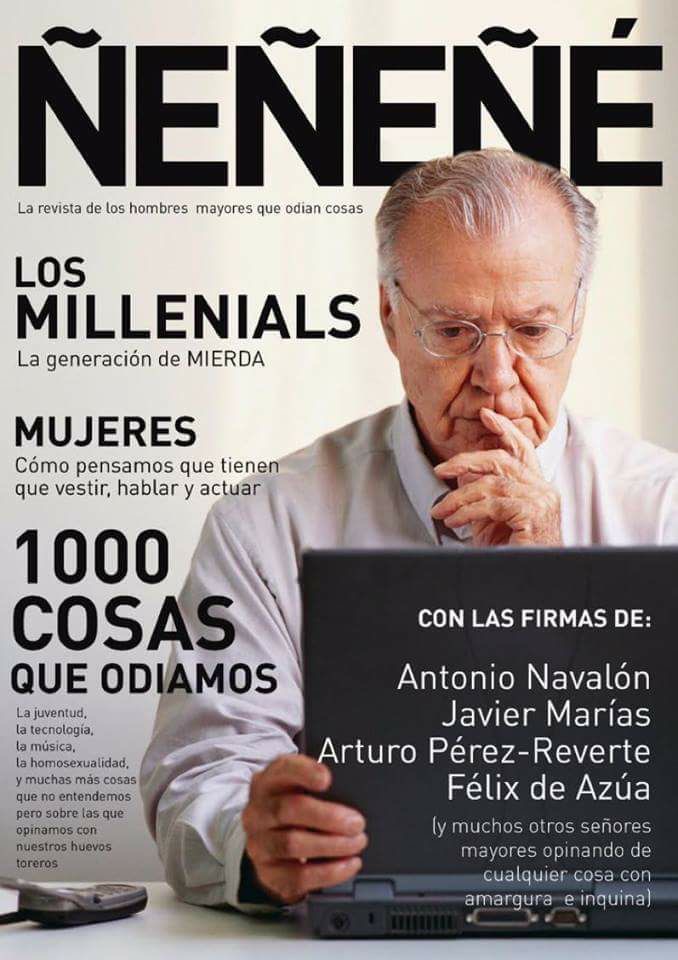 ÑEÑEÑÉ
La revista de los hombres mayores que odian cosas
LOS
MILLENIALS
La generación de MIERDA
MUJERES
Cómo pensamos que tienen
que vestir, hablar y actuar
1000
COSAS
QUE ODIAMOS
La juventud,
la tecnología,
la música,
la homosexualidad,
y muchas más cosas
que no entendemos
pero sobre las que
opinamos con
nuestros huevos
toreros
CON LAS FIRMAS DE:
Antonio Navalón
Javier Marías
Arturo Pérez-Reverte
Félix de Azúa
(y muchos otros señores
mayores opinando de
cualquier cosa con
amargura e inquina)